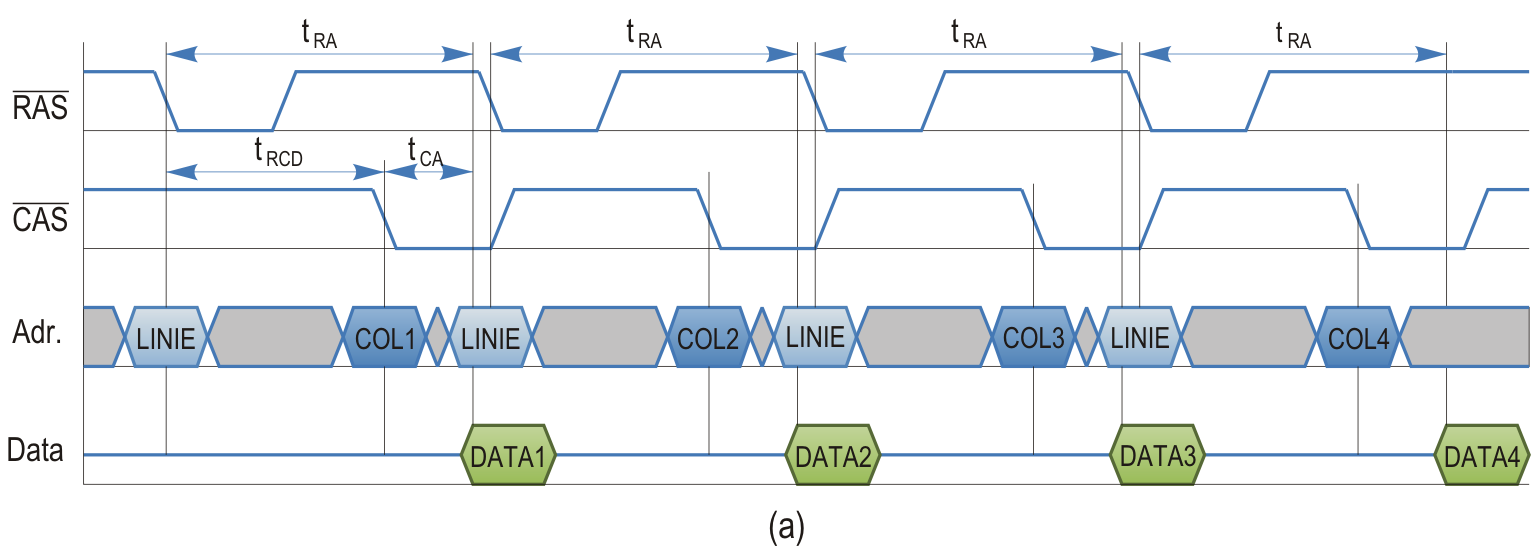 tRA tRA tRA tRA
RAS
tRCD tCA
CAS
Adr. LINIE COL1 LINIE COL2 LINIE COL3 LINIE COL4
Data DATA1 DATA2 DATA3 DATA4
(a)